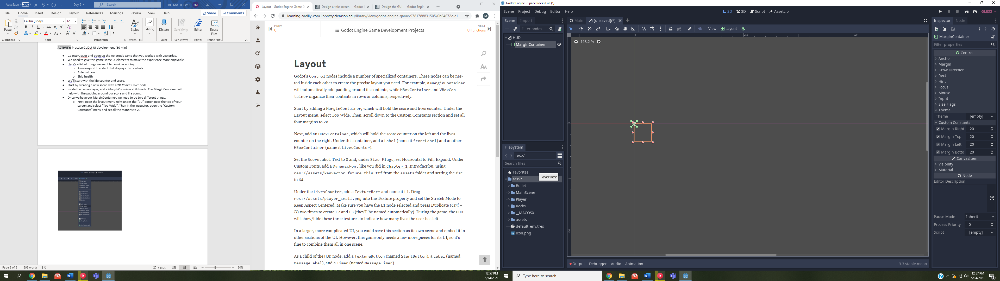 AutoSave Off Day 5 Search RE, MATTHEW J RM
File Home Insert Design Layout References Mailings Review View Help Share Comments
Calibri (Body) 12
Paste Styles Editing Dictate Sensitivity Editor Reuse Files
Clipboard Font Paragraph Styles Voice Sensitivity Editor Reuse Files
ACTIVITY: Practice GoDot UI development (50 min)
Go into GoDot and open up the Asteroids game that you worked with yesterday.
We need to give this game some UI elements to make the experience more enjoyable.
Here's a list of things we want to consider adding:
A message at the start that displays the controls
Asteroid count
Ship health
We'll start with the life counter and score.
Start by creating a new scene with a 2D CanvasLayer node.
Inside the canvas layer, add a MarginContainer child node. The MarginContainer will
help with the padding around our score and life count.
Once we have our MarginContainer, we need to do two different things:
First, open the layout menu right under the "2D" option near the top of your
screen and select "Top Wide". Then in the inspector, open the "Custom
Constants" menu and set all the margins to 20.
Page 5 of 8 1593 words Focus 80%
Layout - Godot Engine Game D Design a title screen — Godot Design the GUI — Godot Engin
learning-oreilly-com.libproxy.clemson.edu/library/view/godot-engine-game/9781788831505/0b64672c-c1... M
PREV
UI
Godot Engine Game Development Projects
NEXT
UI functions
Layout
Godot's Control nodes include a number of specialized containers. These nodes can be nes-
ted inside each other to create the precise layout you need. For example, a MarginContainer
will automatically add padding around its contents, while HBoxContainer and VBoxCon-
tainer organize their contents in rows or columns, respectively.
Start by adding a MarginContainer, which will hold the score and lives counter. Under the
Layout menu, select Top Wide. Then, scroll down to the Custom Constants section and set all
four margins to 20.
Next, add an HBoxContainer, which will hold the score counter on the left and the lives
counter on the right. Under this container, add a Label (name it ScoreLabel) and another
HBoxContainer (name it LivesCounter).
Set the ScoreLabel Text to 0 and, under Size Flags, set Horizontal to Fill, Expand. Under
Custom Fonts, add a DynamicFont like you did in Chapter 1, Introduction, using
res://assets/kenvector_future_thin.ttf from the assets folder and setting the size
to 64.
Under the LivesCounter, add a TextureRect and name it L1. Drag
res://assets/player_small.png into the Texture property and set the Stretch Mode to
Keep Aspect Centered. Make sure you have the L1 node selected and press Duplicate (Ctrl +
D) two times to create L2 and L3 (they'll be named automatically). During the game, the HUD
will show/hide these three textures to indicate how many lives the user has left.
In a larger, more complicated UI, you could save this section as its own scene and embed it in
other sections of the UI. However, this game only needs a few more pieces for its UI, so it's
fine to combine them all in one scene.
As a child of the HUD node, add a TextureButton (named StartButton), a Label (named
MessageLabel), and a Timer (named MessageTimer).
12:57 PM
5/14/2021
Godot Engine - Space Rocks Full (*)
Scene Project Debug Editor Help 2D 3D Script AssetLib GLES3
Scene Import
Filter nodes
HUD
MarginContainer
FileSystem
res://
Search files
Favorites:
res://
Favorites:
Bullet
MainScene
Player
Rocks
__MACOSX
assets
default_env.tres
icon.png
Main [unsaved](*)
View Layout
0 250 500
168.2 %
0
250
Output Debugger Audio Animation 3.3.stable.mono
Inspector Node
MarginContainer
Filter properties
Control
Anchor
Margin
Grow Direction
Rect
Hint
Focus
Mouse
Input
Size Flags
Theme
Theme [empty]
Custom Constants
Margin Right 20
Margin Top 20
Margin Left 20
Margin Botto 20
CanvasItem
Visibility
Material
Node
Editor Description
Pause Mode Inherit
Process Priority 0
Script [empty]
Type here to search
12:57 PM
5/14/2021